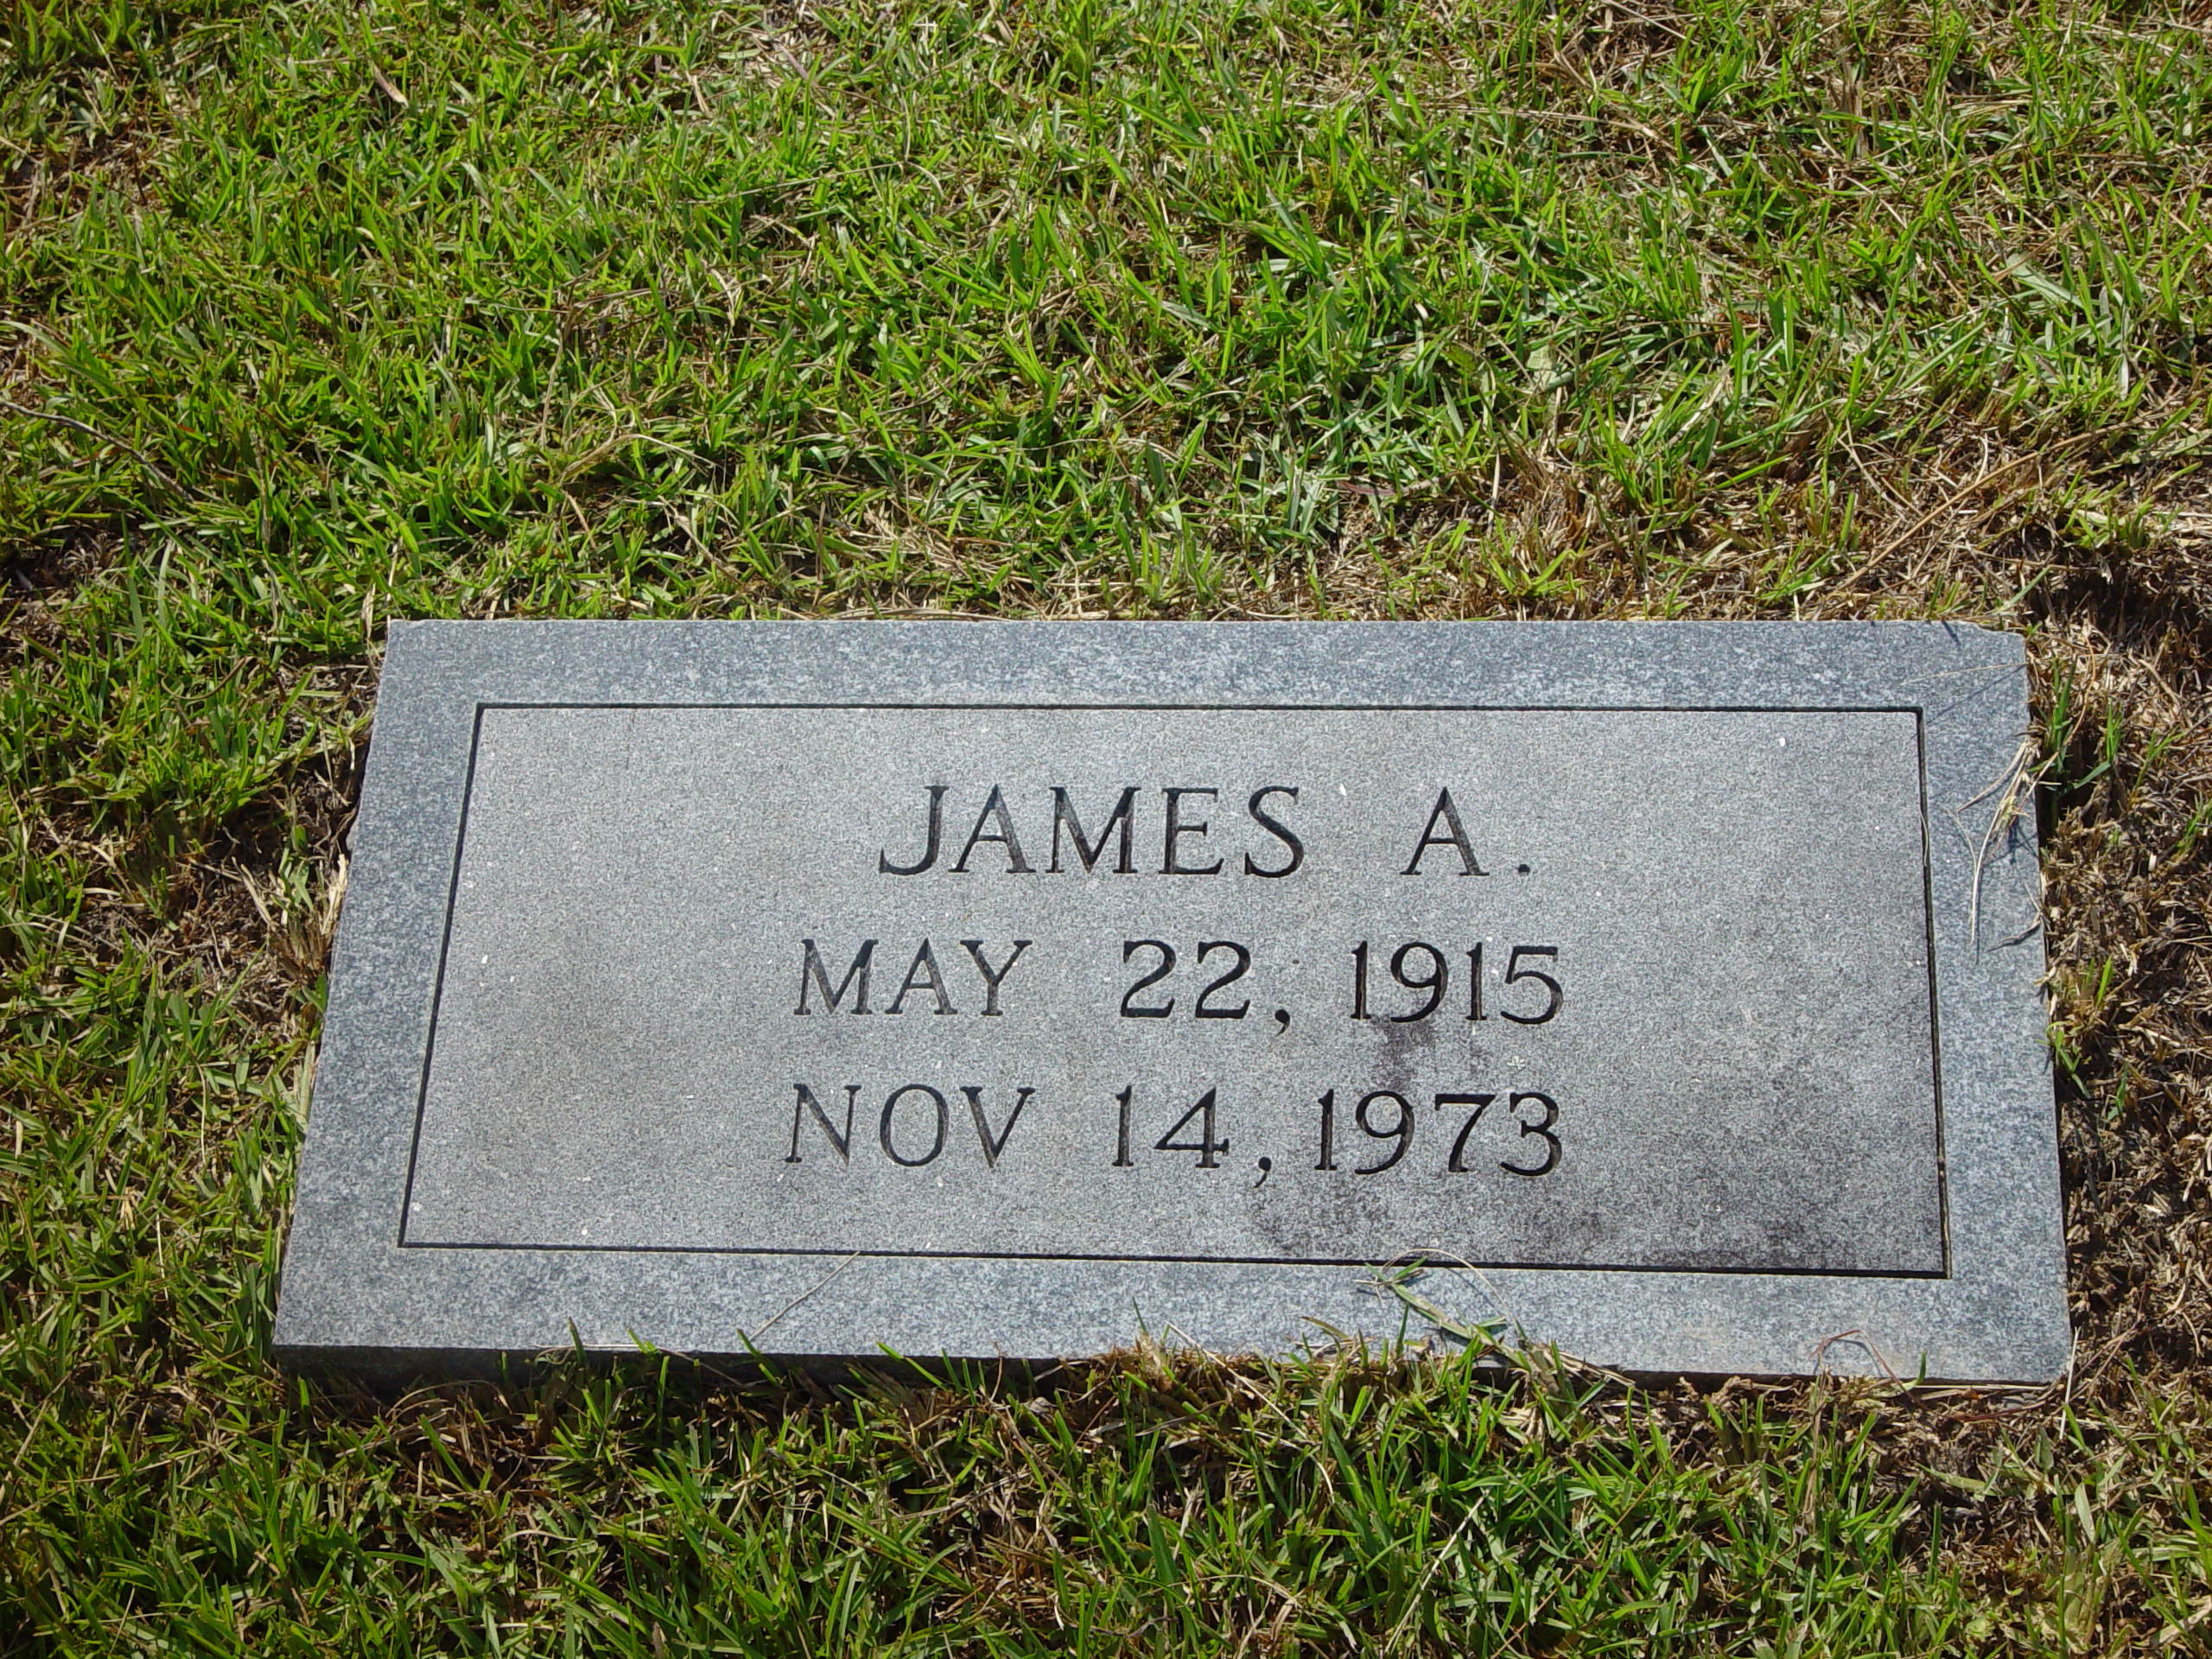 JAMES A.
MAY 22, 1915
NOV 14, 1973